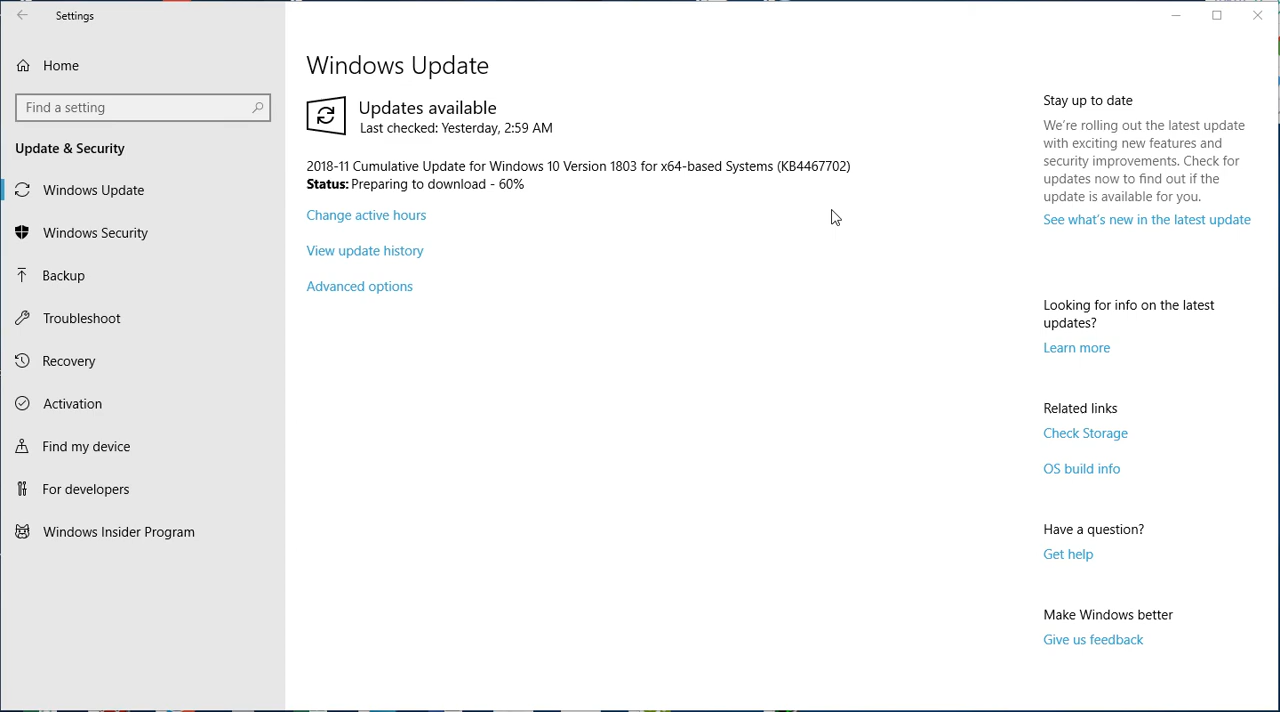 Settings
Home
Find a setting
Update & Security
Windows Update
Windows Security
Backup
Troubleshoot
Recovery
Activation
Find my device
For developers
Windows Insider Program
Windows Update
Updates available
Last checked: Yesterday, 2:59 AM
2018-11 Cumulative Update for Windows 10 Version 1803 for x64-based Systems (KB4467702)
Status: Preparing to download - 60%
Change active hours
View update history
Advanced options
Stay up to date
We're rolling out the latest update
with exciting new features and
security improvements. Check for
updates now to find out if the
update is available for you.
See what's new in the latest update
Looking for info on the latest
updates?
Learn more
Related links
Check Storage
OS build info
Have a question?
Get help
Make Windows better
Give us feedback